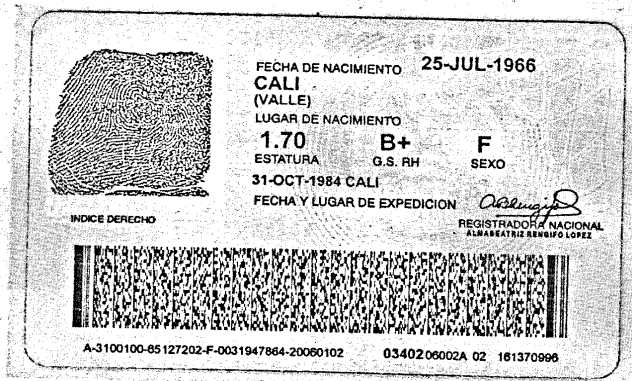 FECHA DE NACIMIENTO 25-JUL-1966
CALI
(VALLE)
LUGAR DE NACIMIENTO
1.70 B+ F
ESTATURA G.S. RH SEXO
31-OCT-1984 CALI
FECHA Y LUGAR DE EXPEDICION
INDICE DERECHO
REGISTRADORA NACIONAL
ALMABEATRIZ RENGIFO LOPEZ
A-3100100-65127202-F-0031947864-20060102 0340206002A 02 161370996